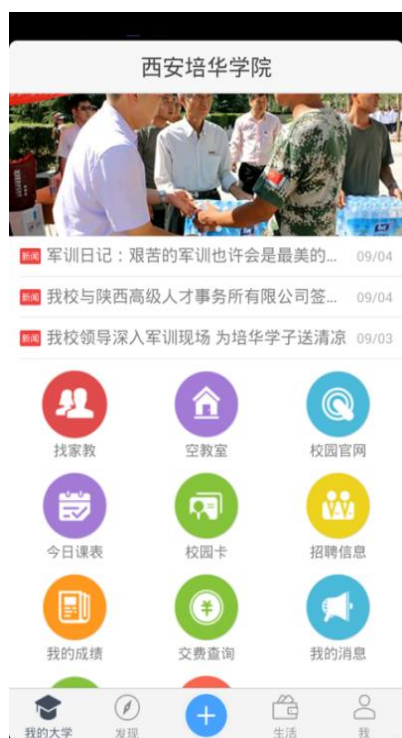 西安培华学院
新闻 军训日记：艰苦的军训也许会是最美的... 09/04
新闻 我校与陕西高级人才事务所有限公司签... 09/04
新闻 我校领导深入军训现场 为培华学子送清凉 09/03
找家教 空教室 校园官网
今日课表 校园卡 招聘信息
我的成绩 交费查询 我的消息
我的大学 发现 生活 我